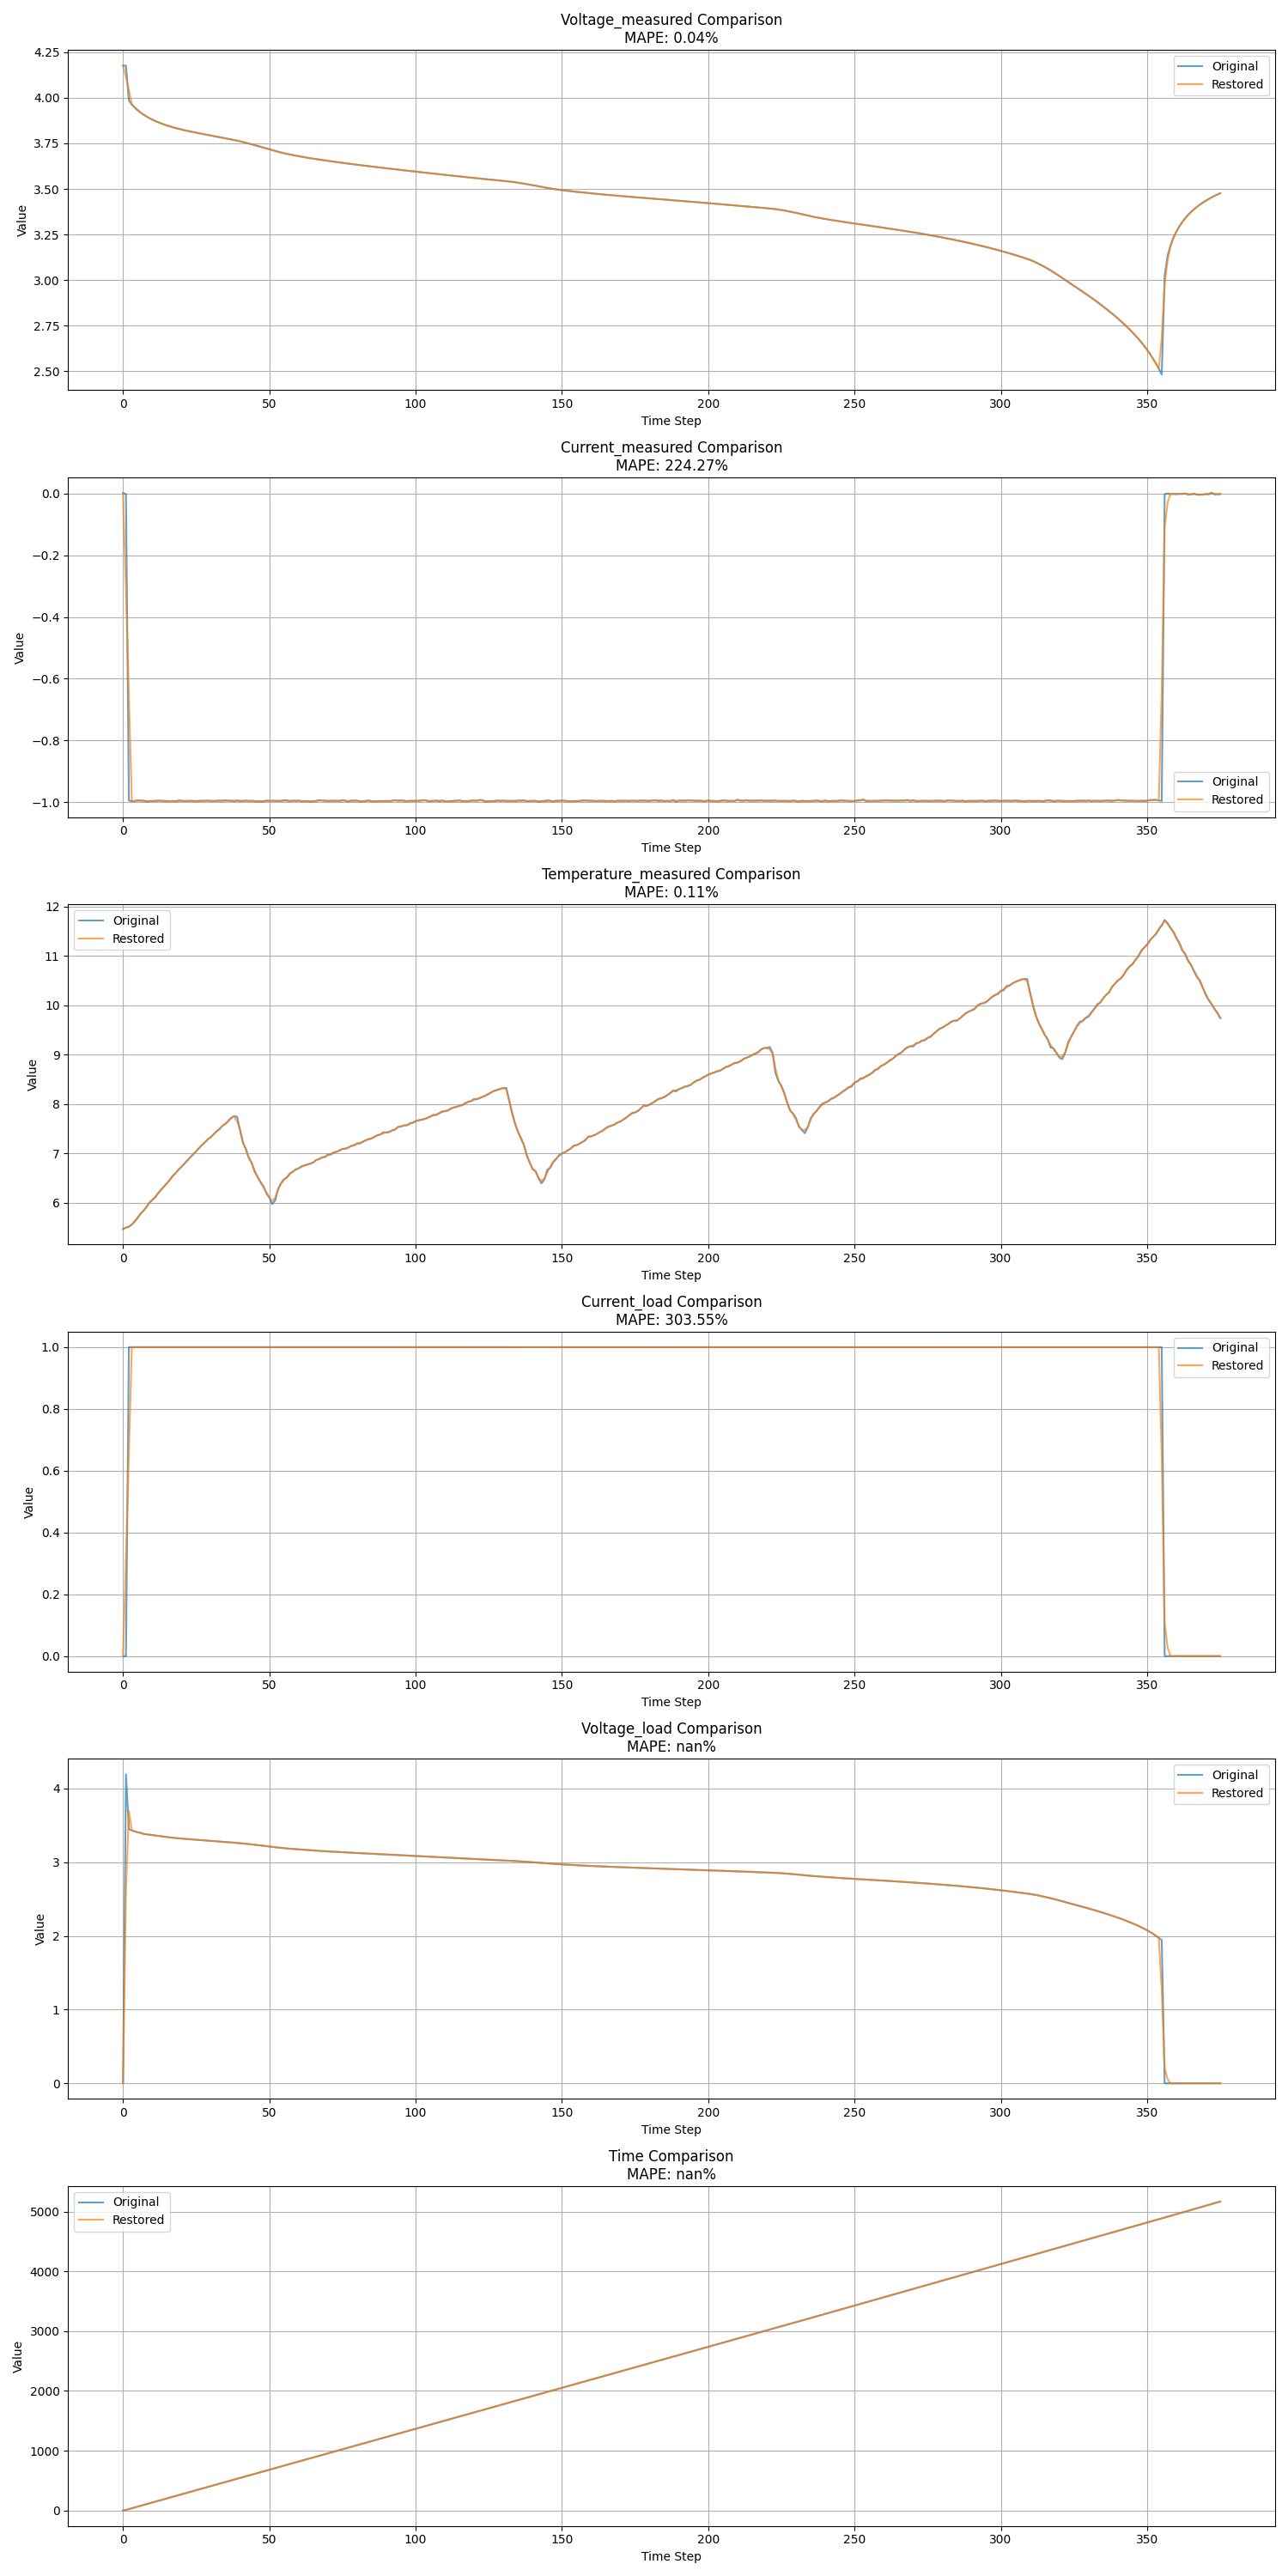 Voltage_measured Comparison
MAPE: 0.04%
4.25
4.00
3.75
3.50
3.25
3.00
2.75
2.50
Value
Original
Restored
0
50
100
150
200
250
300
350
Time Step
Current_measured Comparison
MAPE: 224.27%
0.0
−0.2
−0.4
−0.6
−0.8
−1.0
Value
Original
Restored
0
50
100
150
200
250
300
350
Time Step
Temperature_measured Comparison
MAPE: 0.11%
12
11
10
9
8
7
6
Value
Original
Restored
0
50
100
150
200
250
300
350
Time Step
Current_load Comparison
MAPE: 303.55%
1.0
0.8
0.6
0.4
0.2
0.0
Value
Original
Restored
0
50
100
150
200
250
300
350
Time Step
Voltage_load Comparison
MAPE: nan%
4
3
2
1
0
Value
Original
Restored
0
50
100
150
200
250
300
350
Time Step
Time Comparison
MAPE: nan%
5000
4000
3000
2000
1000
0
Value
Original
Restored
0
50
100
150
200
250
300
350
Time Step